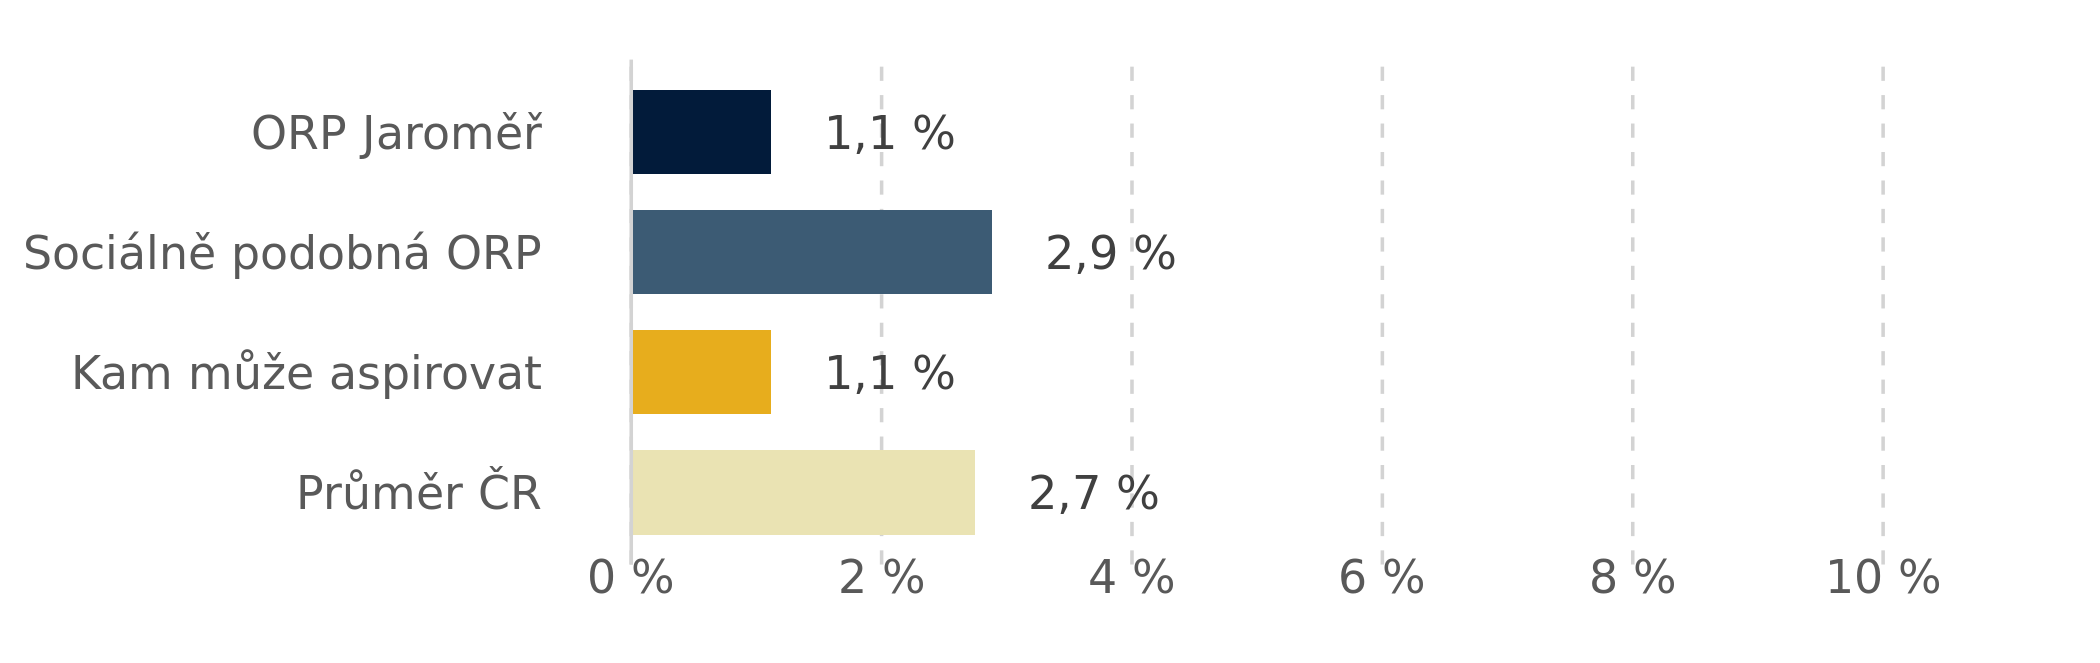 ORP Jaroměř 1,1 %
Sociálně podobná ORP 2,9 %
Kam může aspirovat 1,1 %
Průměr ČR 2,7 %
0 % 2 % 4 % 6 % 8 % 10 %